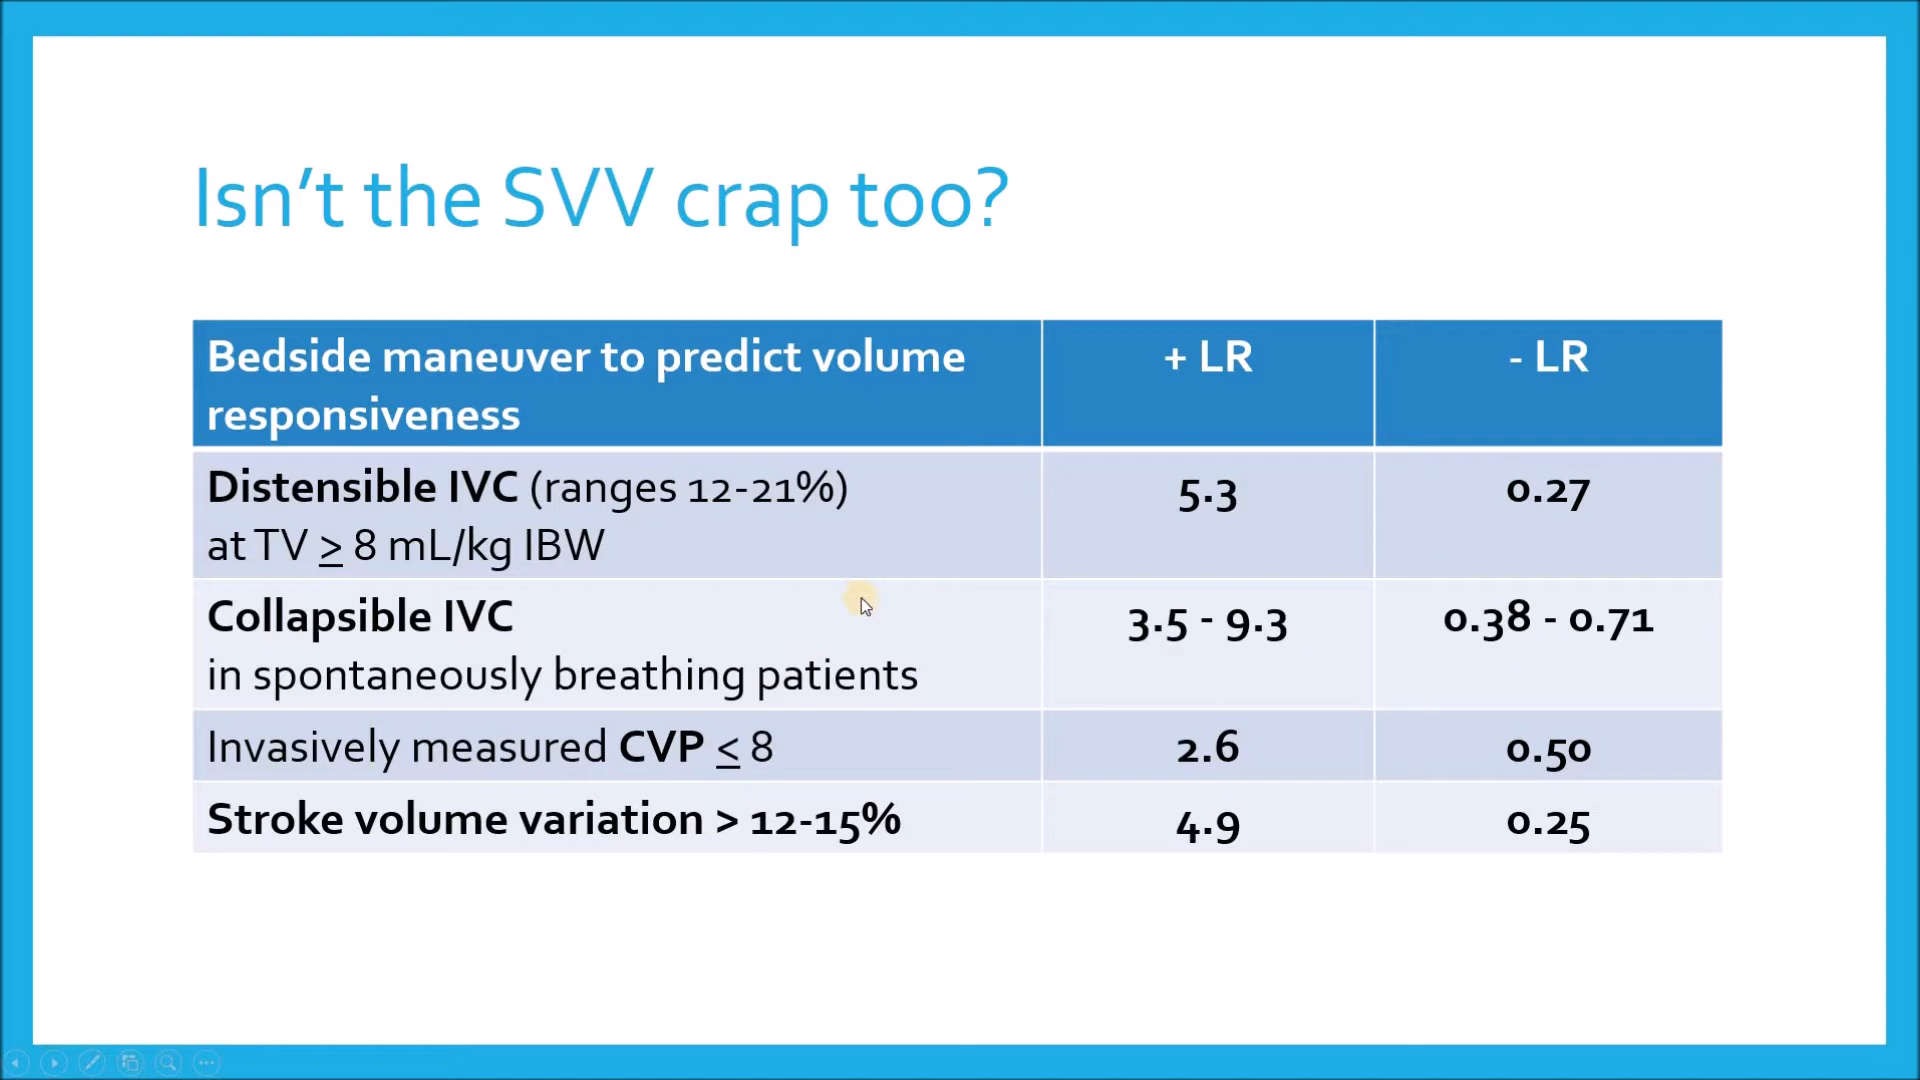 Isn’t the SVV crap too?
Bedside maneuver to predict volume responsiveness + LR - LR
Distensible IVC (ranges 12-21%) 5.3 0.27
at TV ≥ 8 mL/kg IBW
Collapsible IVC 3.5 - 9.3 0.38 - 0.71
in spontaneously breathing patients
Invasively measured CVP ≤ 8 2.6 0.50
Stroke volume variation > 12-15% 4.9 0.25